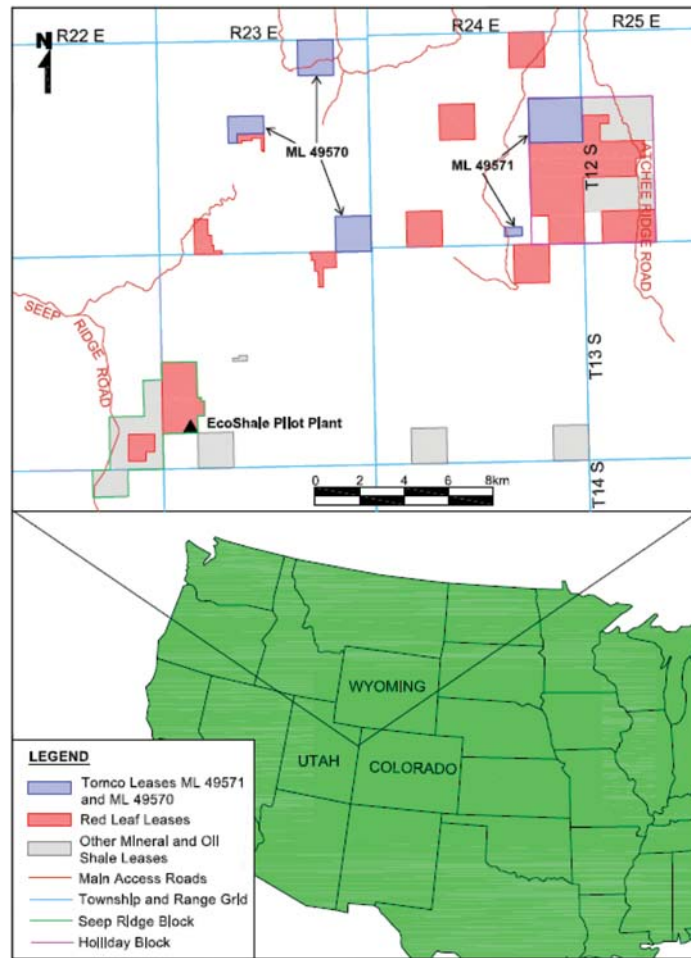 R22 E
R23 E
R24 E
R25 E
N
ML 49570
ML 49571
T12 S
ATCHEE RIDGE ROAD
SEEP RIDGE ROAD
T13 S
EcoShale Pilot Plant
T14 S
0 2 4 6 8km
WYOMING
UTAH
COLORADO
LEGEND
Tomco Leases ML 49571
and ML 49570
Red Leaf Leases
Other Mineral and Oil
Shale Leases
Main Access Roads
Township and Range Grid
Seep Ridge Block
Holliday Block